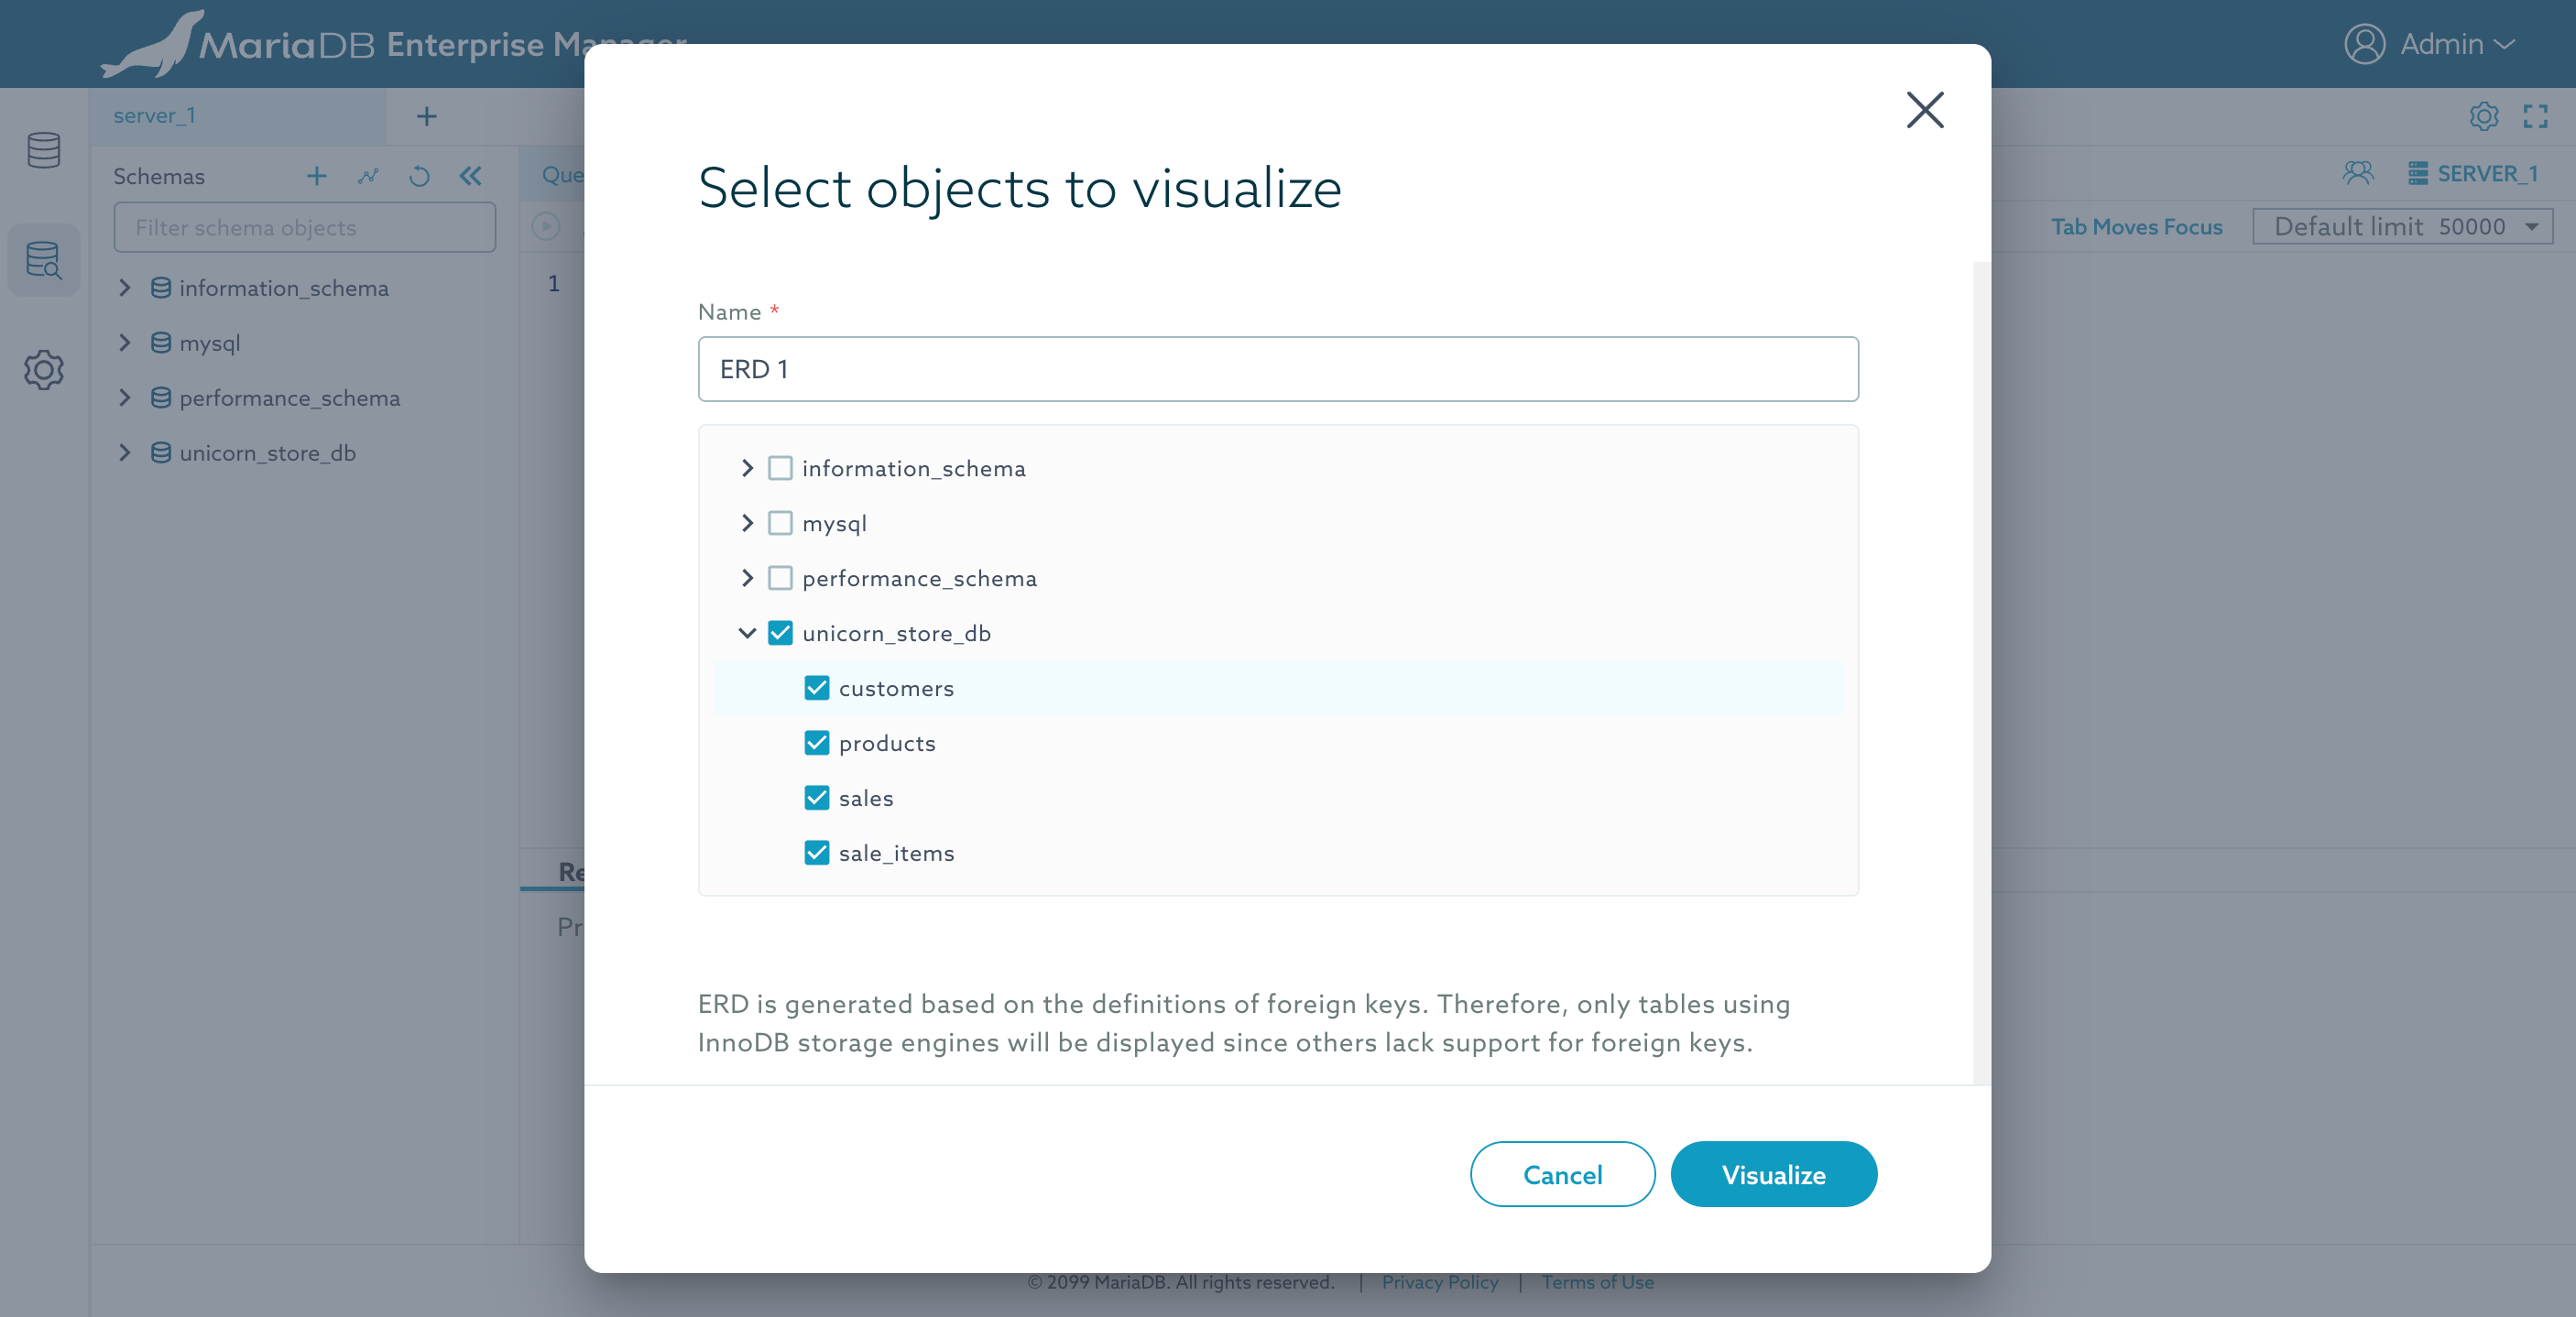 MariaDB Enterprise Manager
Admin
server_1
Schemas
Filter schema objects
information_schema
mysql
performance_schema
unicorn_store_db
Que
1
SERVER_1
Tab Moves Focus
Default limit 50000
Re
Pr
Select objects to visualize
Name *
ERD 1
information_schema
mysql
performance_schema
unicorn_store_db
customers
products
sales
sale_items
ERD is generated based on the definitions of foreign keys. Therefore, only tables using
InnoDB storage engines will be displayed since others lack support for foreign keys.
Cancel
Visualize
© 2099 MariaDB. All rights reserved. | Privacy Policy | Terms of Use